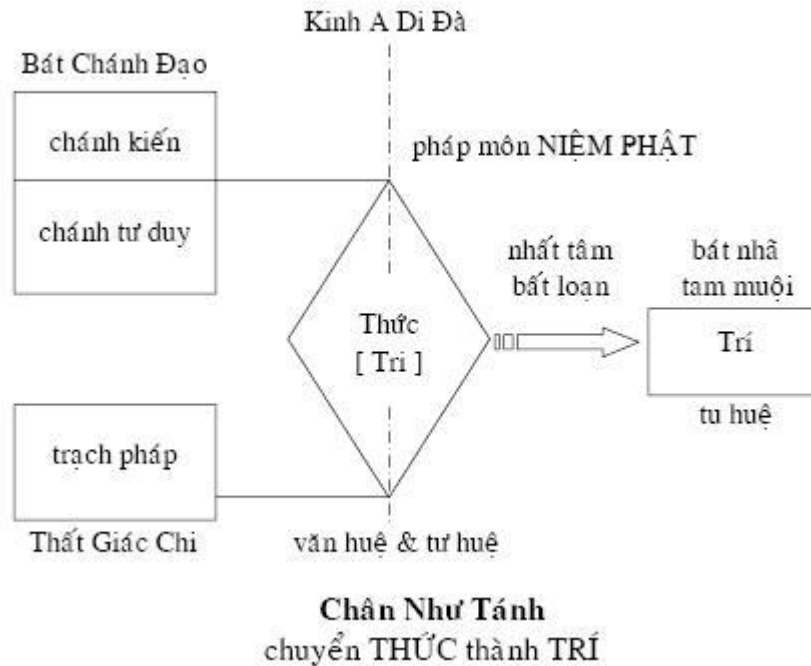 Kinh A Di Đà
Bát Chánh Đạo
chánh kiến
pháp môn NIỆM PHẬT
chánh tư duy
nhất tâm
bất loạn
bát nhã
tam muội
Thức
[ Tri ]
Trí
tu huệ
trạch pháp
Thất Giác Chi
văn huệ & tư huệ
Chân Như Tánh
chuyển THỨC thành TRÍ